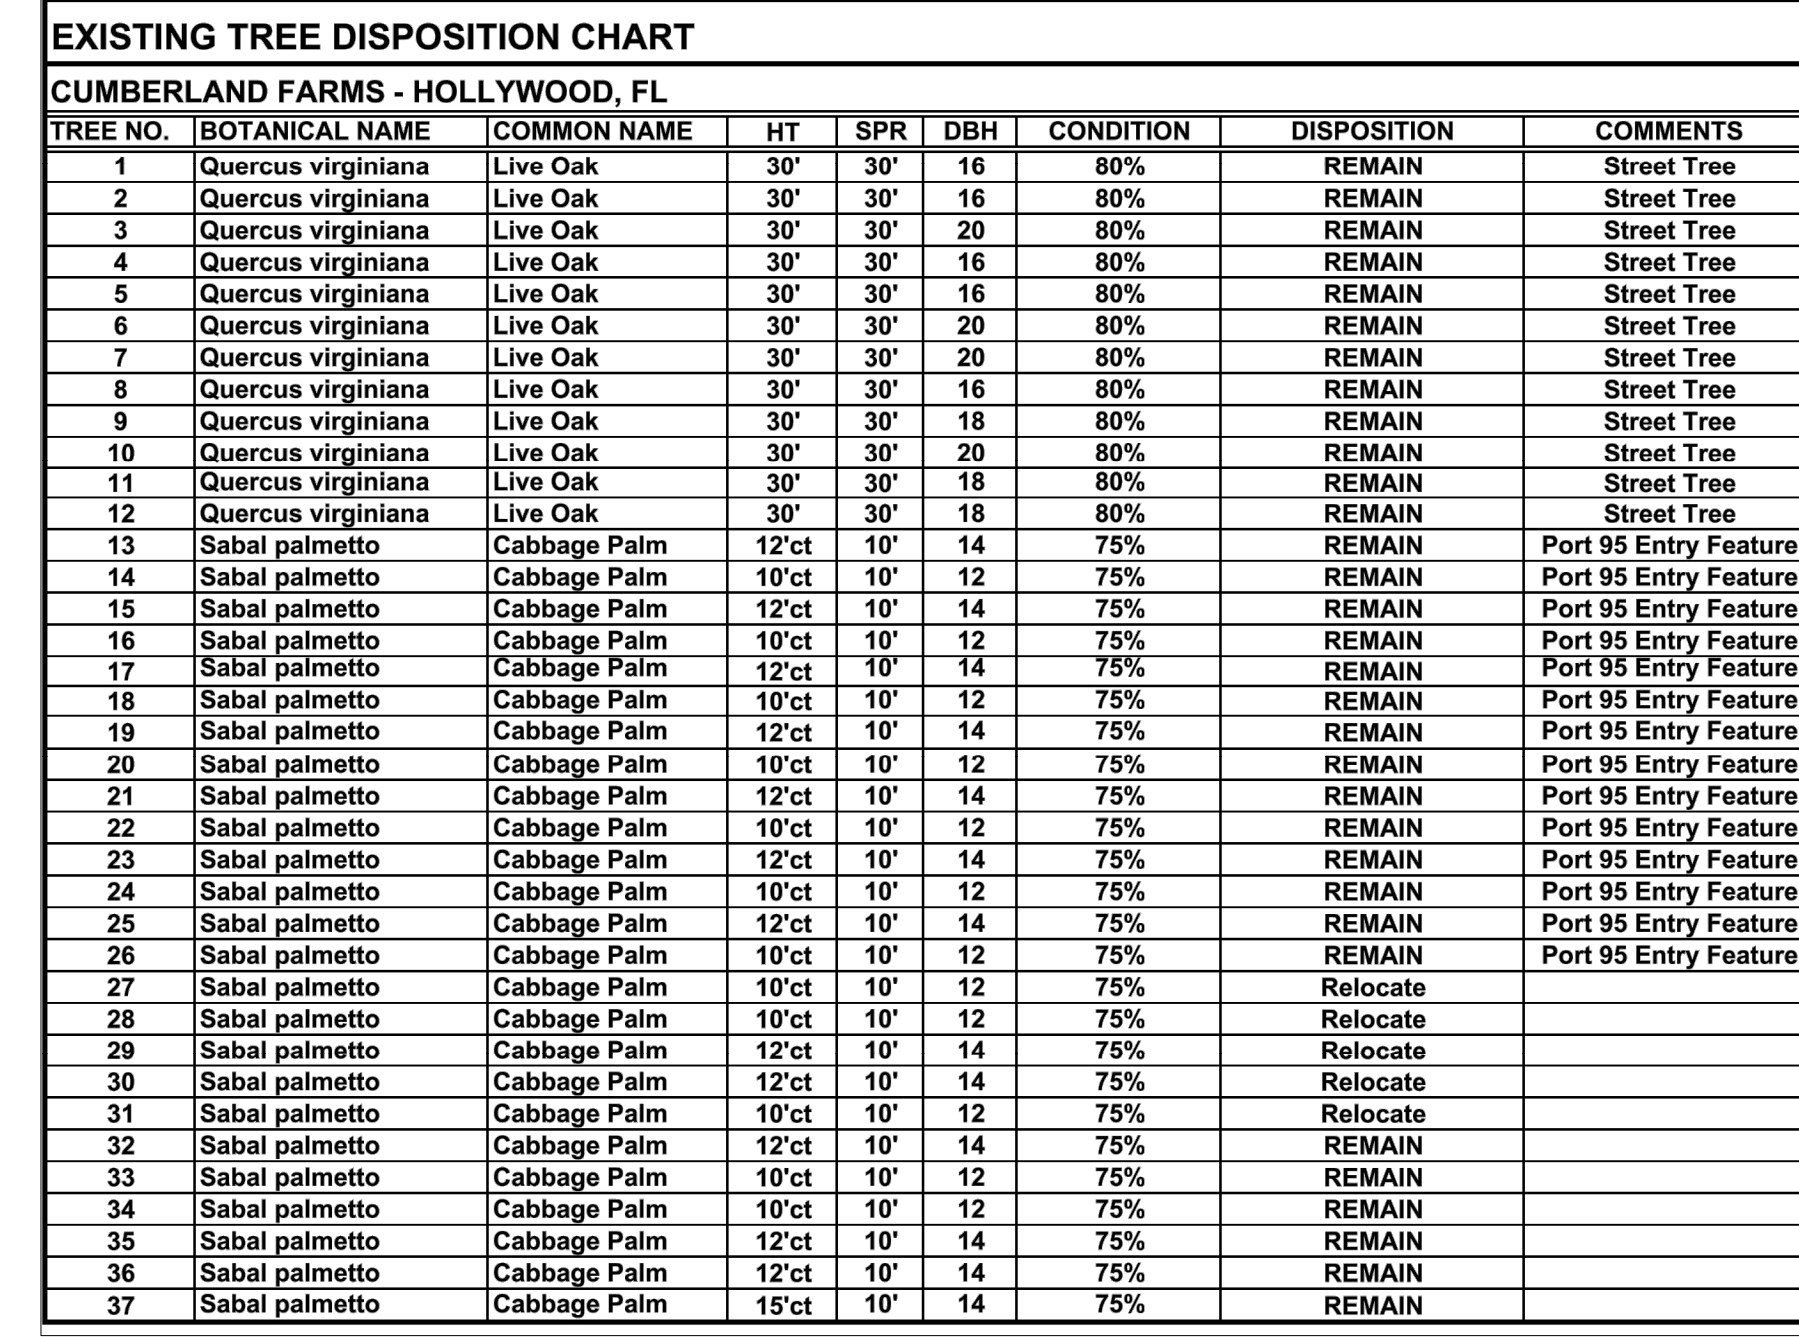 EXISTING TREE DISPOSITION CHART
CUMBERLAND FARMS - HOLLYWOOD, FL
TREE NO. BOTANICAL NAME COMMON NAME HT SPR DBH CONDITION DISPOSITION COMMENTS
1 Quercus virginiana Live Oak 30' 30' 16 80% REMAIN Street Tree
2 Quercus virginiana Live Oak 30' 30' 16 80% REMAIN Street Tree
3 Quercus virginiana Live Oak 30' 30' 20 80% REMAIN Street Tree
4 Quercus virginiana Live Oak 30' 30' 16 80% REMAIN Street Tree
5 Quercus virginiana Live Oak 30' 30' 16 80% REMAIN Street Tree
6 Quercus virginiana Live Oak 30' 30' 20 80% REMAIN Street Tree
7 Quercus virginiana Live Oak 30' 30' 20 80% REMAIN Street Tree
8 Quercus virginiana Live Oak 30' 30' 16 80% REMAIN Street Tree
9 Quercus virginiana Live Oak 30' 30' 18 80% REMAIN Street Tree
10 Quercus virginiana Live Oak 30' 30' 20 80% REMAIN Street Tree
11 Quercus virginiana Live Oak 30' 30' 18 80% REMAIN Street Tree
12 Quercus virginiana Live Oak 30' 30' 18 80% REMAIN Street Tree
13 Sabal palmetto Cabbage Palm 12'ct 10' 14 75% REMAIN Port 95 Entry Feature
14 Sabal palmetto Cabbage Palm 10'ct 10' 12 75% REMAIN Port 95 Entry Feature
15 Sabal palmetto Cabbage Palm 12'ct 10' 14 75% REMAIN Port 95 Entry Feature
16 Sabal palmetto Cabbage Palm 10'ct 10' 12 75% REMAIN Port 95 Entry Feature
17 Sabal palmetto Cabbage Palm 12'ct 10' 14 75% REMAIN Port 95 Entry Feature
18 Sabal palmetto Cabbage Palm 10'ct 10' 12 75% REMAIN Port 95 Entry Feature
19 Sabal palmetto Cabbage Palm 12'ct 10' 14 75% REMAIN Port 95 Entry Feature
20 Sabal palmetto Cabbage Palm 10'ct 10' 12 75% REMAIN Port 95 Entry Feature
21 Sabal palmetto Cabbage Palm 12'ct 10' 14 75% REMAIN Port 95 Entry Feature
22 Sabal palmetto Cabbage Palm 10'ct 10' 12 75% REMAIN Port 95 Entry Feature
23 Sabal palmetto Cabbage Palm 12'ct 10' 14 75% REMAIN Port 95 Entry Feature
24 Sabal palmetto Cabbage Palm 10'ct 10' 12 75% REMAIN Port 95 Entry Feature
25 Sabal palmetto Cabbage Palm 12'ct 10' 14 75% REMAIN Port 95 Entry Feature
26 Sabal palmetto Cabbage Palm 10'ct 10' 12 75% REMAIN Port 95 Entry Feature
27 Sabal palmetto Cabbage Palm 10'ct 10' 12 75% Relocate
28 Sabal palmetto Cabbage Palm 10'ct 10' 12 75% Relocate
29 Sabal palmetto Cabbage Palm 12'ct 10' 14 75% Relocate
30 Sabal palmetto Cabbage Palm 12'ct 10' 14 75% Relocate
31 Sabal palmetto Cabbage Palm 10'ct 10' 12 75% Relocate
32 Sabal palmetto Cabbage Palm 12'ct 10' 14 75% REMAIN
33 Sabal palmetto Cabbage Palm 10'ct 10' 12 75% REMAIN
34 Sabal palmetto Cabbage Palm 10'ct 10' 12 75% REMAIN
35 Sabal palmetto Cabbage Palm 12'ct 10' 14 75% REMAIN
36 Sabal palmetto Cabbage Palm 12'ct 10' 14 75% REMAIN
37 Sabal palmetto Cabbage Palm 15'ct 10' 14 75% REMAIN